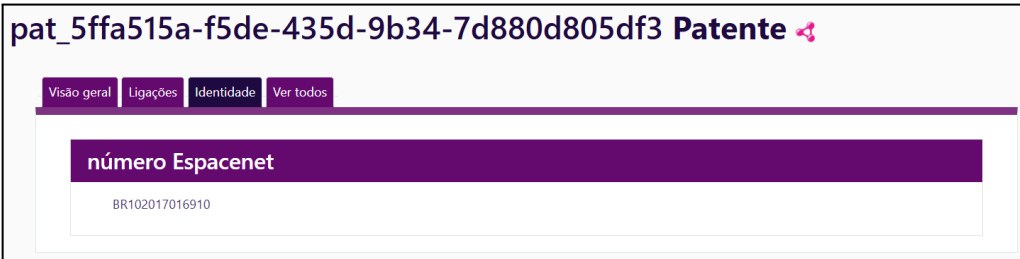 pat_5ffa515a-f5de-435d-9b34-7d880d805df3 Patente
Visão geral Ligações Identidade Ver todos
número Espacenet
BR102017016910